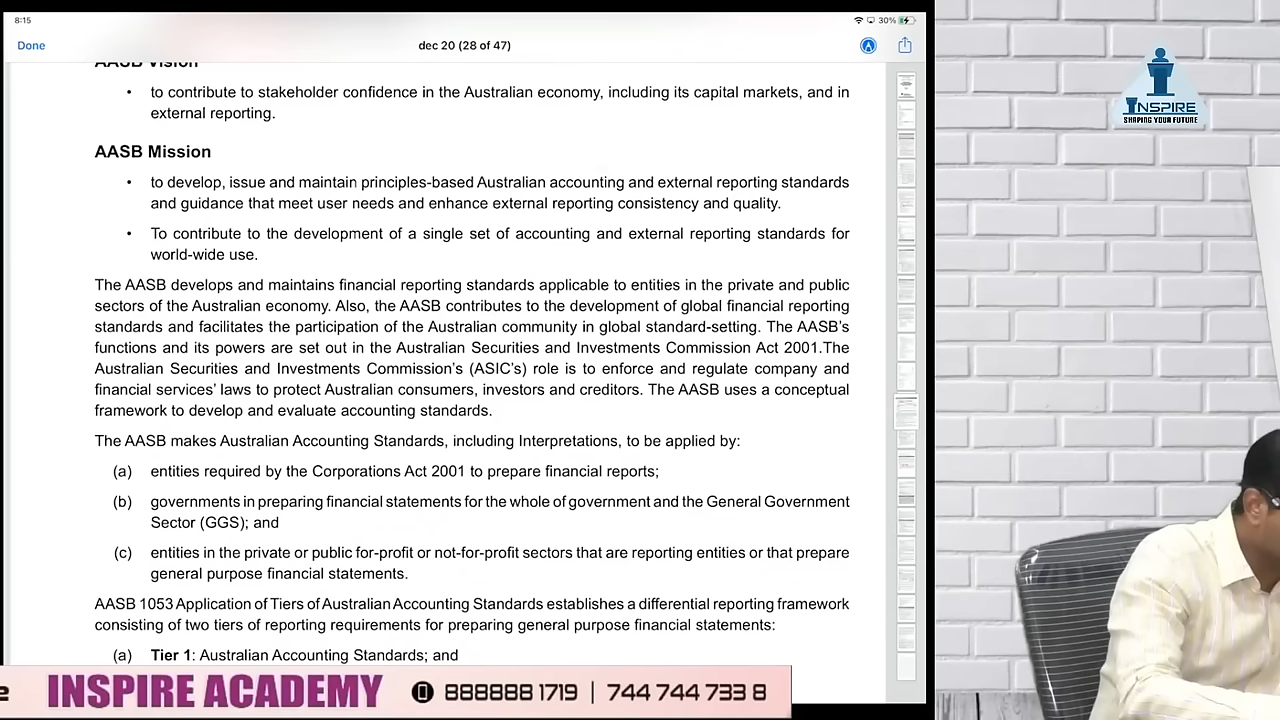 8:15
30%
Done
dec 20 (28 of 47)
AASB Vision
• to contribute to stakeholder confidence in the Australian economy, including its capital markets, and in
external reporting.
AASB Mission
• to develop, issue and maintain principles-based Australian accounting and external reporting standards
and guidance that meet user needs and enhance external reporting consistency and quality.
• To contribute to the development of a single set of accounting and external reporting standards for
world-wide use.
The AASB develops and maintains financial reporting standards applicable to entities in the private and public
sectors of the Australian economy. Also, the AASB contributes to the development of global financial reporting
standards and facilitates the participation of the Australian community in global standard-setting. The AASB's
functions and its powers are set out in the Australian Securities and Investments Commission Act 2001.The
Australian Securities and Investments Commission's (ASIC's) role is to enforce and regulate company and
financial services' laws to protect Australian consumers, investors and creditors. The AASB uses a conceptual
framework to develop and evaluate accounting standards.
The AASB makes Australian Accounting Standards, including Interpretations, to be applied by:
(a) entities required by the Corporations Act 2001 to prepare financial reports;
(b) governments in preparing financial statements for the whole of government and the General Government
Sector (GGS); and
(c) entities in the private or public for-profit or not-for-profit sectors that are reporting entities or that prepare
general purpose financial statements.
AASB 1053 Application of Tiers of Australian Accounting Standards establishes a differential reporting framework
consisting of two tiers of reporting requirements for preparing general purpose financial statements:
(a) Tier 1: Australian Accounting Standards; and
INSPIRE ACADEMY 888888 1719 | 744 744 733 8
INSPIRE
SHAPING YOUR FUTURE